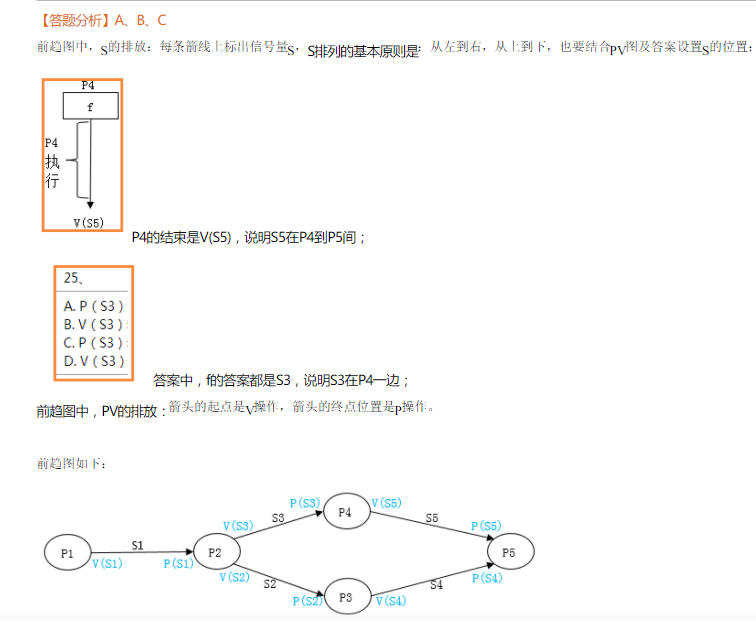 【答题分析】A、B、C
前趋图中，S的排放：每条箭线上标出信号量S，S排列的基本原则是：从左到右，从上到下，也要结合PV图及答案设置S的位置；
P4
f
P4
执
行
V(S5)
P4的结束是V(S5)，说明S5在P4到P5间；
25、
A. P（S3）
B. V（S3）
C. P（S3）
D. V（S3）
答案中，f的答案都是S3，说明S3在P4一边；
前趋图中，PV的排放：箭头的起点是V操作，箭头的终点位置是P操作。
前趋图如下：
P(S3) P4 V(S5)
V(S3) S3 S5 P(S5)
P1 V(S1) S1 P(S1) P2 P5
V(S2) S2 S4 P(S4)
P(S2) P3 V(S4)